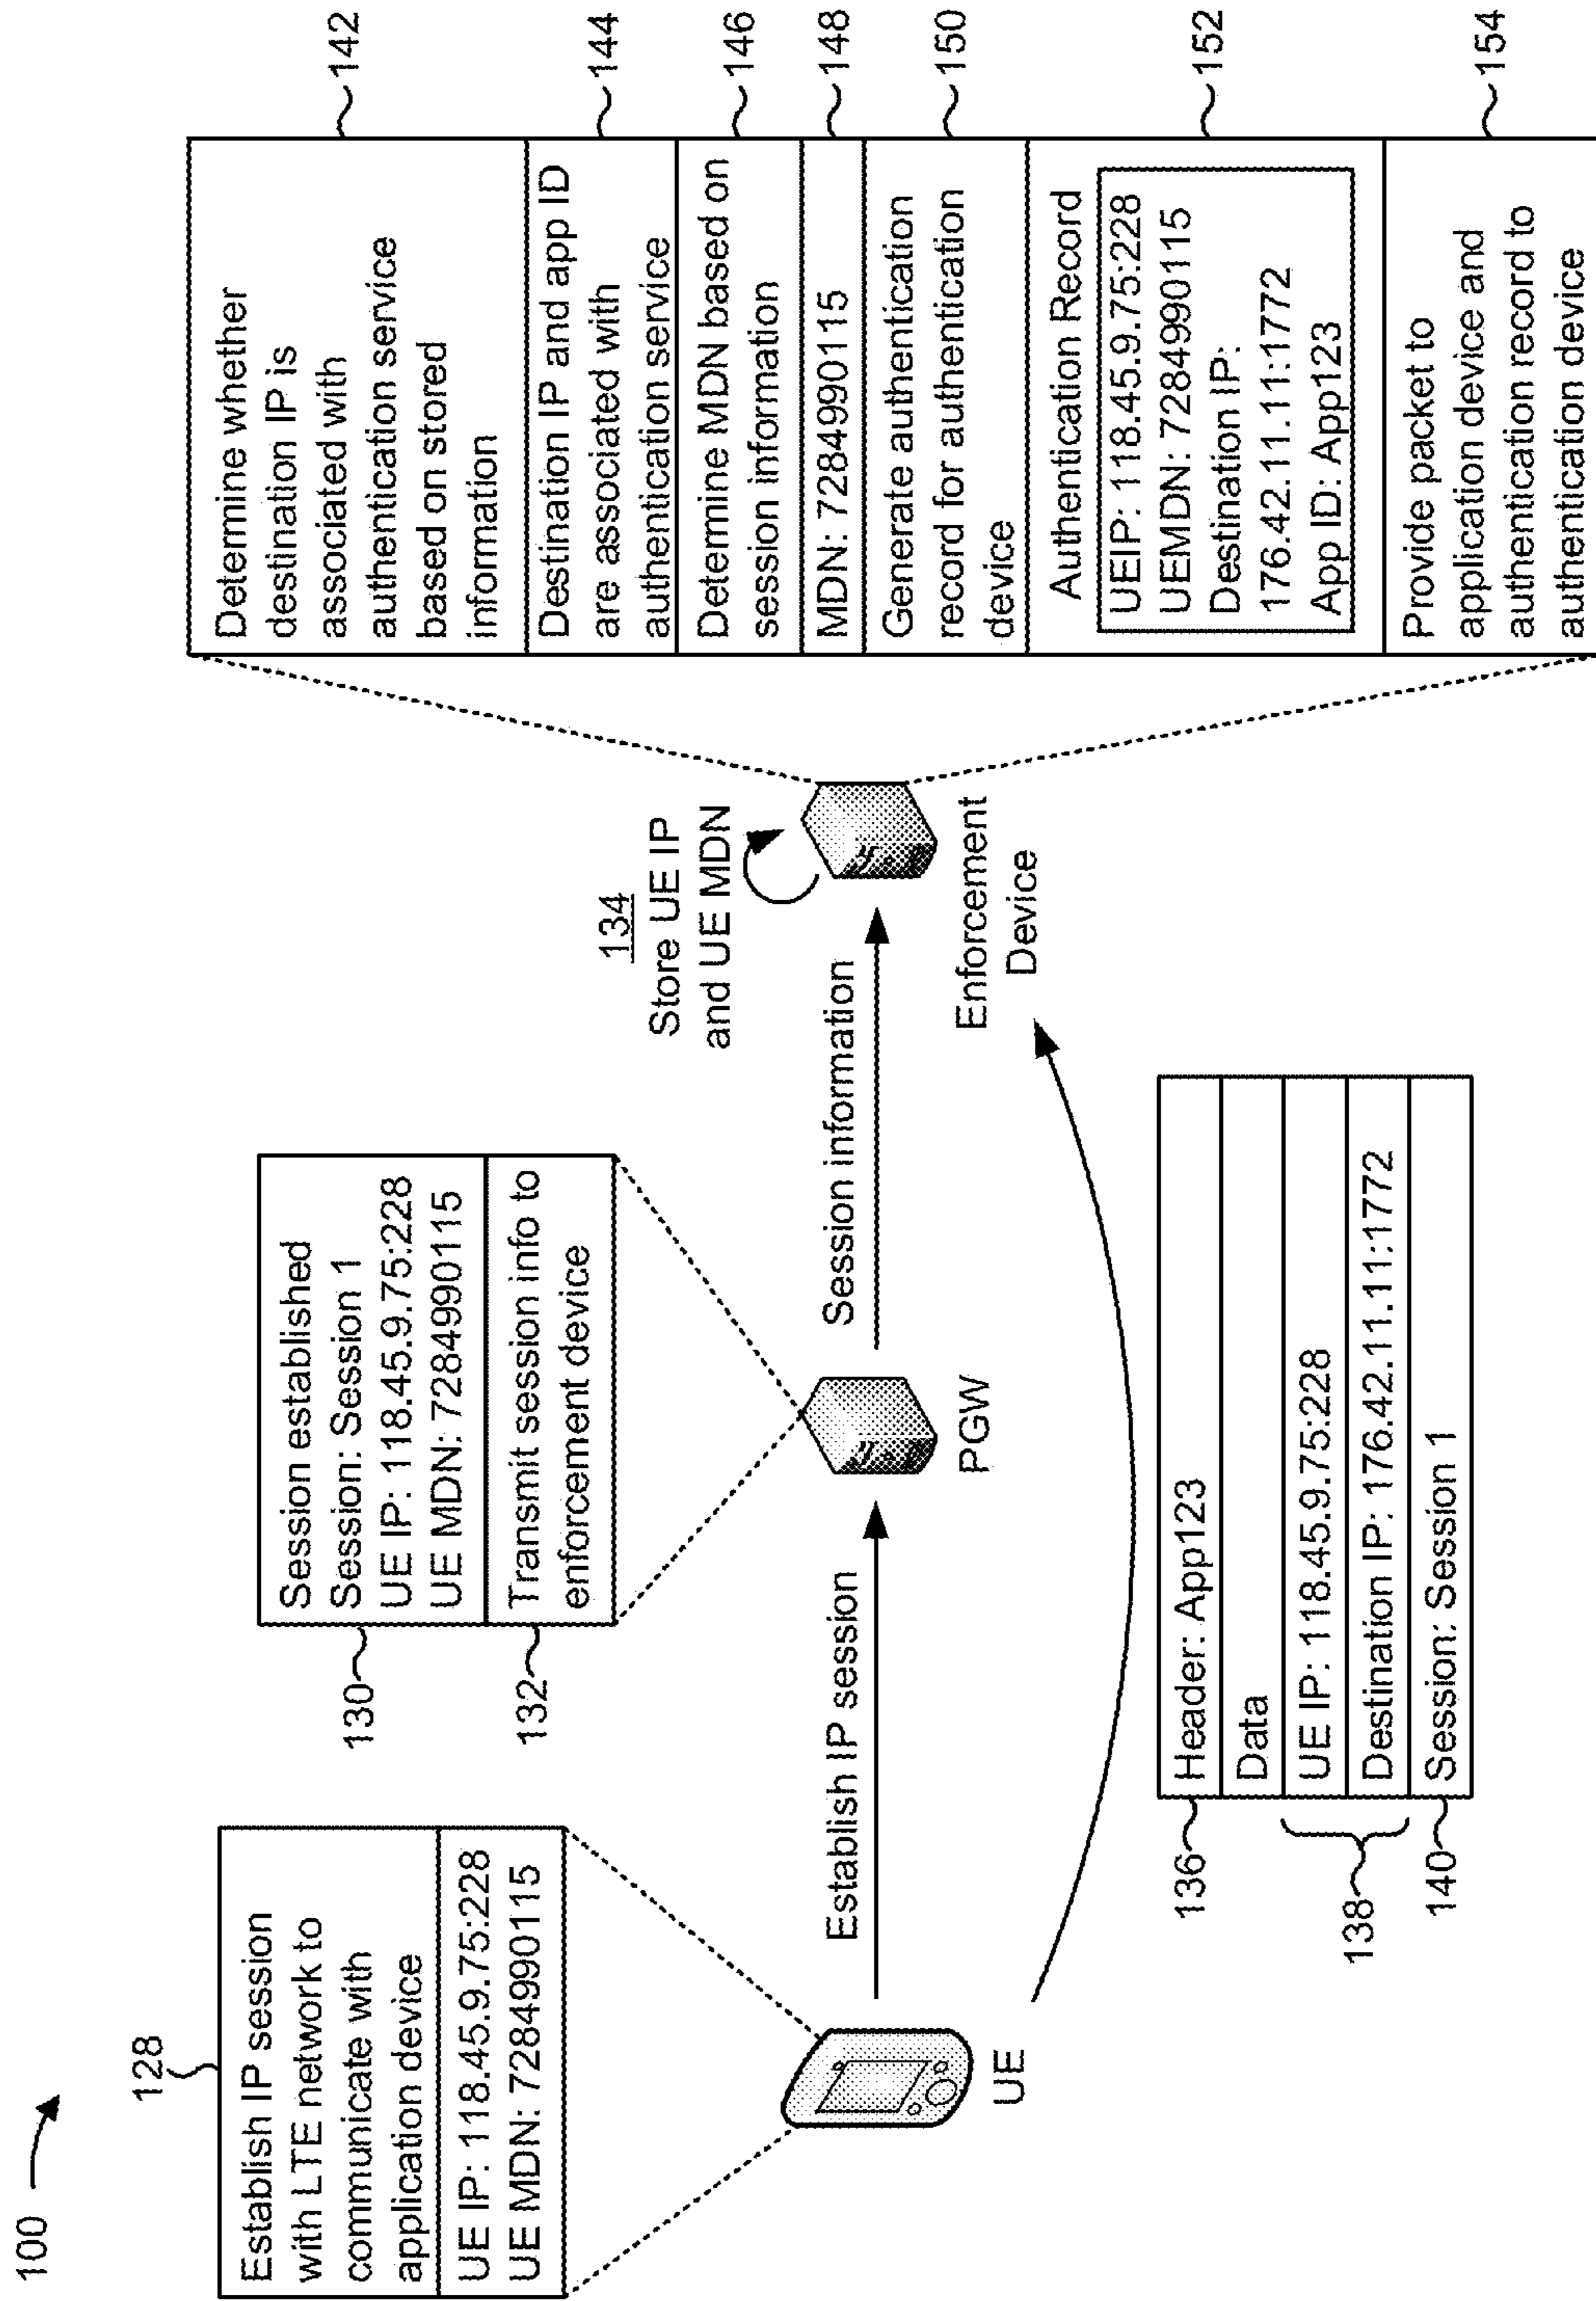 100
128
Establish IP session
with LTE network to
communicate with
application device
UE IP: 118.45.9.75:228
UE MDN: 7284990115
UE
Establish IP session
130
Session established
Session: Session 1
UE IP: 118.45.9.75:228
UE MDN: 7284990115
132
Transmit session info to
enforcement device
PGW
Session information
134
Store UE IP
and UE MDN
Enforcement
Device
136
Header: App123
Data
138
UE IP: 118.45.9.75:228
Destination IP: 176.42.11.11:1772
140
Session: Session 1
Determine whether
destination IP is
associated with
authentication service
based on stored
information
142
Destination IP and app ID
are associated with
authentication service
144
Determine MDN based on
session information
146
MDN: 7284990115
148
Generate authentication
record for authentication
device
150
Authentication Record
UEIP: 118.45.9.75:228
UEMDN: 7284990115
Destination IP:
176.42.11.11:1772
App ID: App123
152
Provide packet to
application device and
authentication record to
authentication device
154